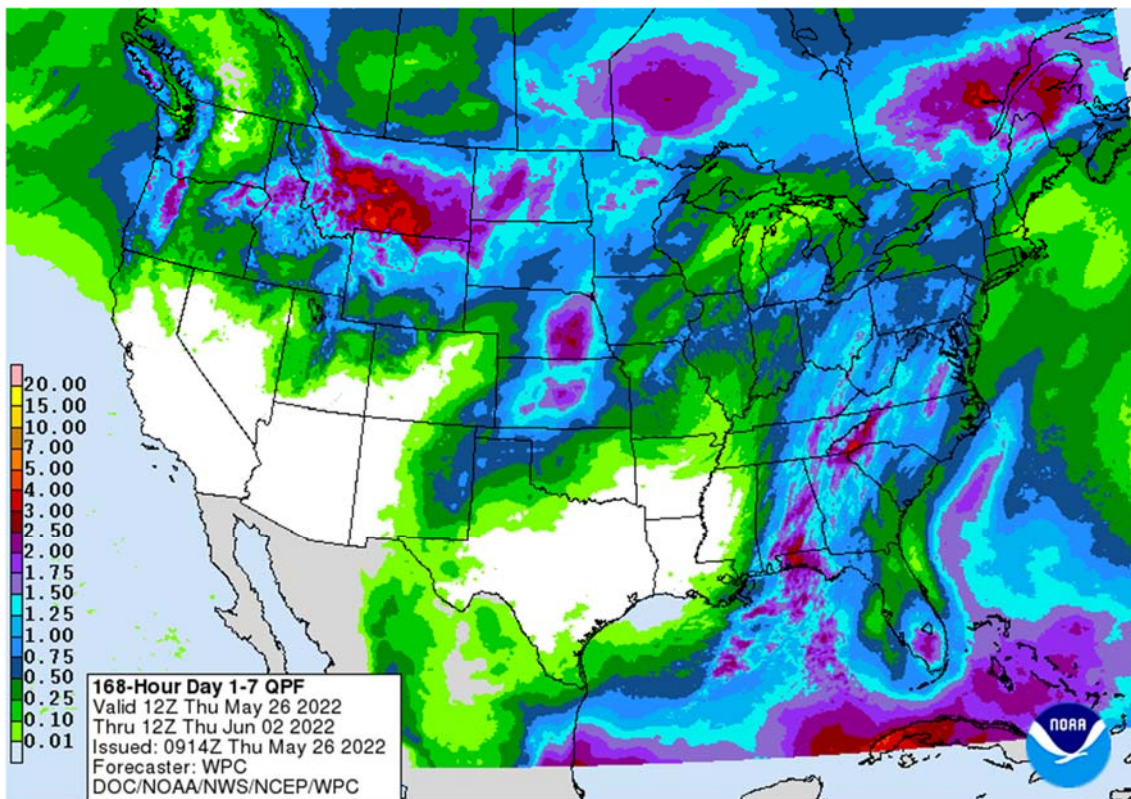 20.00
15.00
10.00
7.00
5.00
4.00
3.00
2.50
2.00
1.75
1.50
1.25
1.00
0.75
0.50
0.25
0.10
0.01
168-Hour Day 1-7 QPF
Valid 12Z Thu May 26 2022
Thru 12Z Thu Jun 02 2022
Issued: 0914Z Thu May 26 2022
Forecaster: WPC
DOC/NOAA/NWS/NCEP/WPC
NOAA